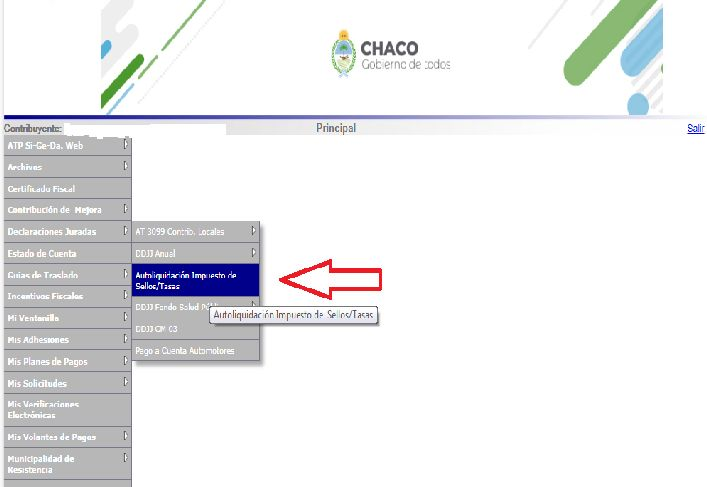 CHACO
Gobierno de todos
Contribuyente:
Principal
Salir
ATP Si-Ge-Da. Web
Archivos
Certificado Fiscal
Contribución de Mejora
Declaraciones Juradas
Estado de Cuenta
Guias de Traslado
Incentivos Fiscales
Mi Ventanilla
Mis Adhesiones
Mis Planes de Pagos
Mis Solicitudes
Mis Verificaciones
Electrónicas
Mis Volantes de Pagos
Municipalidad de
Resistencia
AT 3099 Contrib. Locales
DDJJ Anual
Autoliquidación Impuesto de
Sellos/Tasas
DDJJ Fondo Salud Públ
Autoliquidación Impuesto de Sellos/Tasas
DDJJ CM 03
Pago a Cuenta Automotores